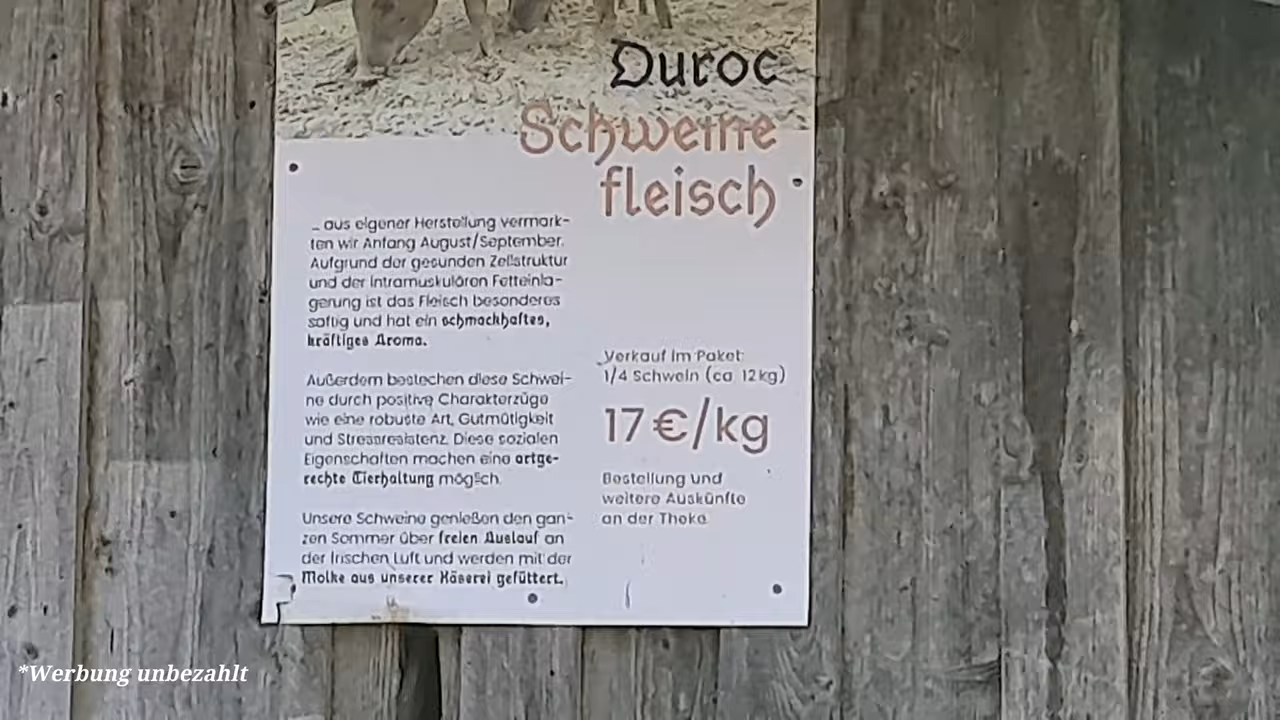 Duroc
Schweine
fleisch
... aus eigener Herstellung vermark-
ten wir Anfang August/September.
Aufgrund der gesunden Zellstruktur
und der intramuskulären Fetteinla-
gerung ist das Fleisch besonderes
saftig und hat ein schmackhaftes,
kräftiges Aroma.
Außerdem bestechen diese Schwei-
ne durch positive Charakterzüge
wie eine robuste Art, Gutmütigkeit
und Stressresistenz. Diese sozialen
Eigenschaften machen eine artge-
rechte Tierhaltung möglich.
Unsere Schweine genießen den gan-
zen Sommer über freien Auslauf an
der frischen Luft und werden mit der
Molke aus unserer Käserei gefüttert.
Verkauf im Paket:
1/4 Schwein (ca. 12 kg)
17 €/kg
Bestellung und
weitere Auskünfte
an der Theke.
*Werbung unbezahlt